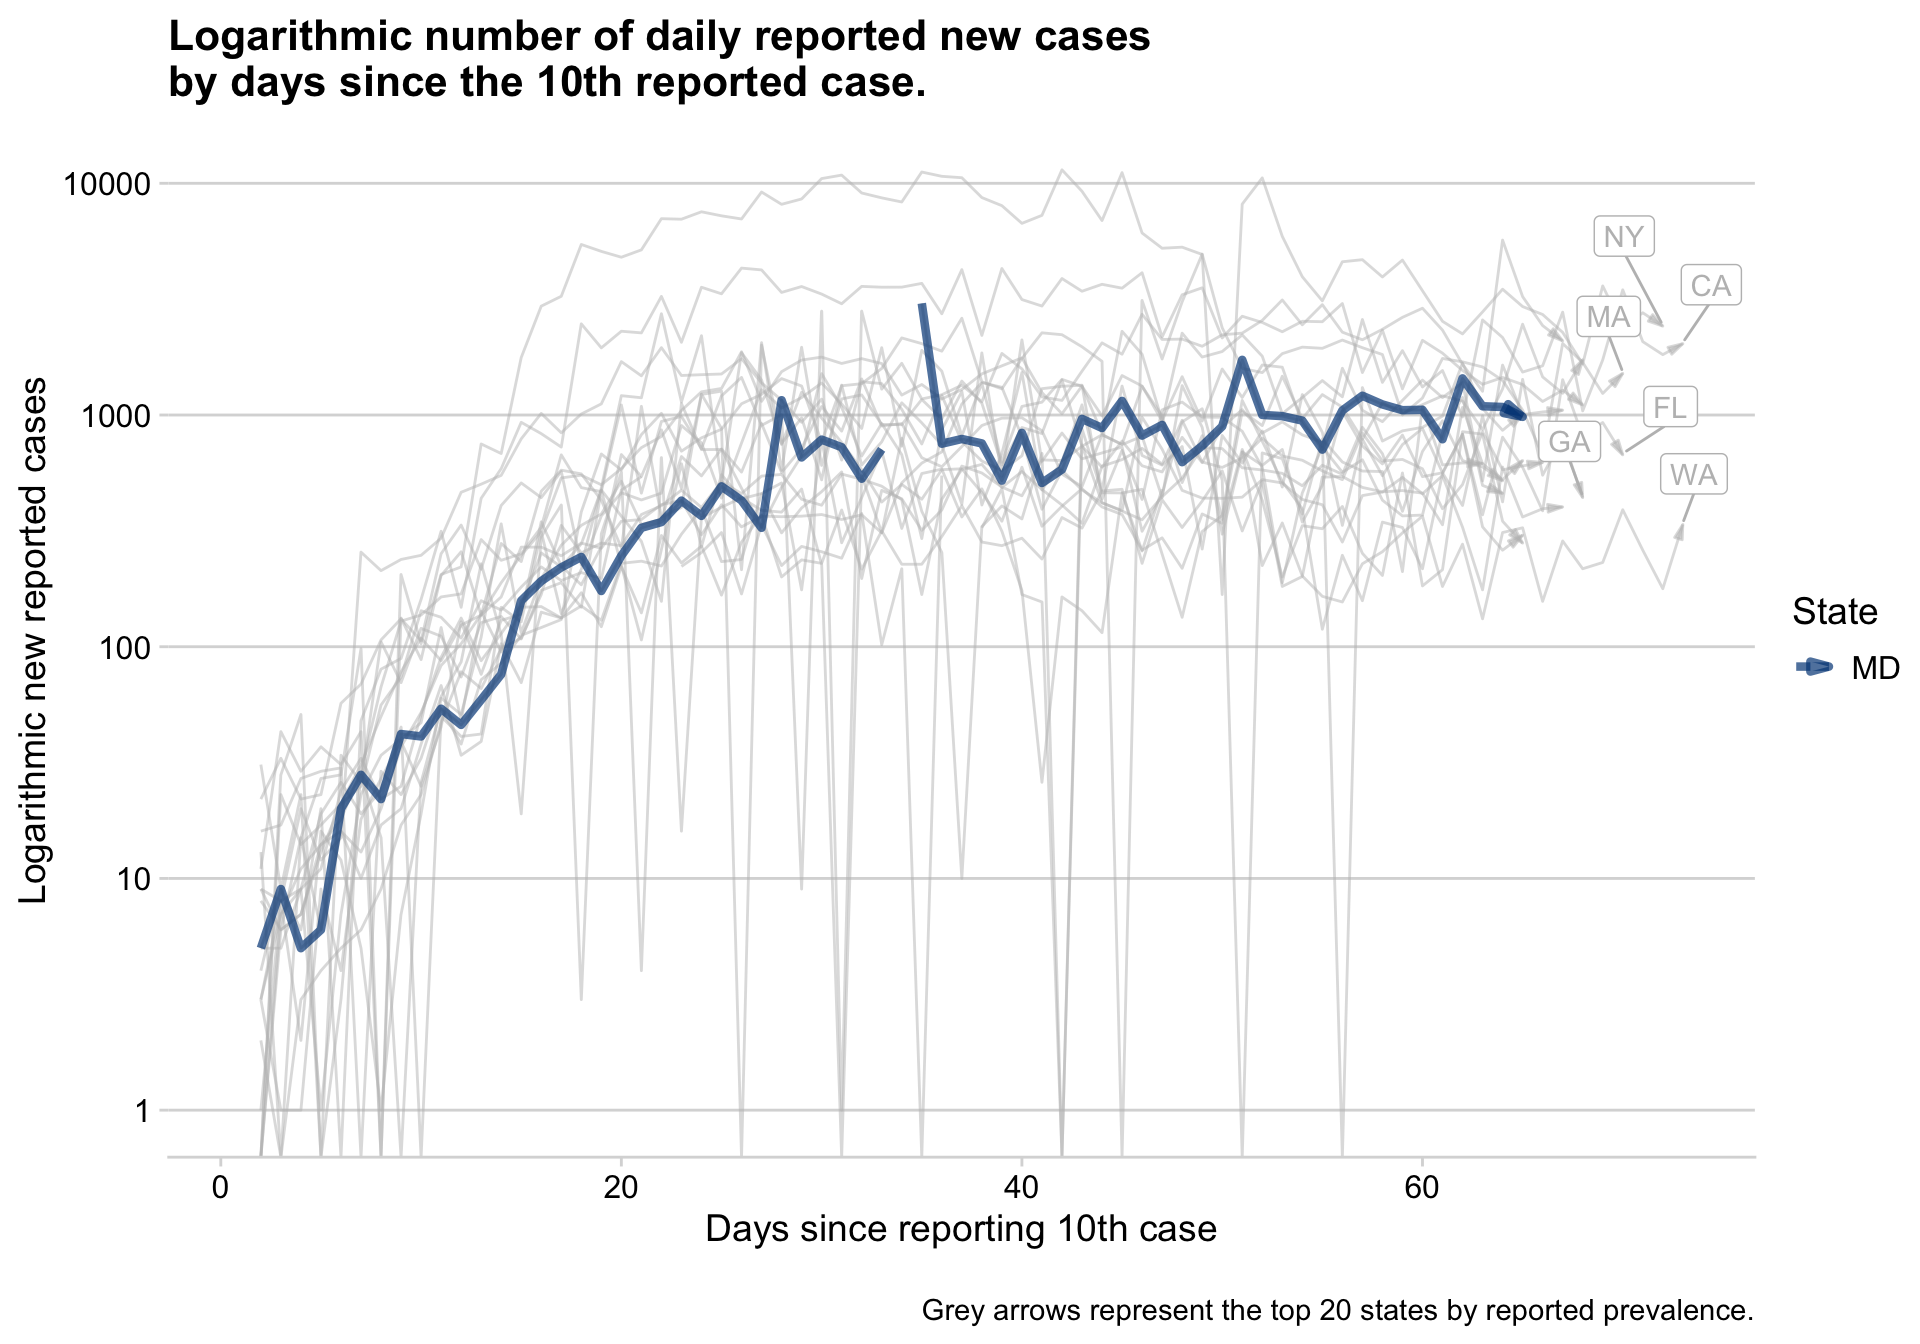 Logarithmic number of daily reported new cases
by days since the 10th reported case.
Logarithmic new reported cases
10000
1000
100
10
1
NY
CA
MA
FL
GA
WA
State
MD
0
20
40
60
Days since reporting 10th case
Grey arrows represent the top 20 states by reported prevalence.